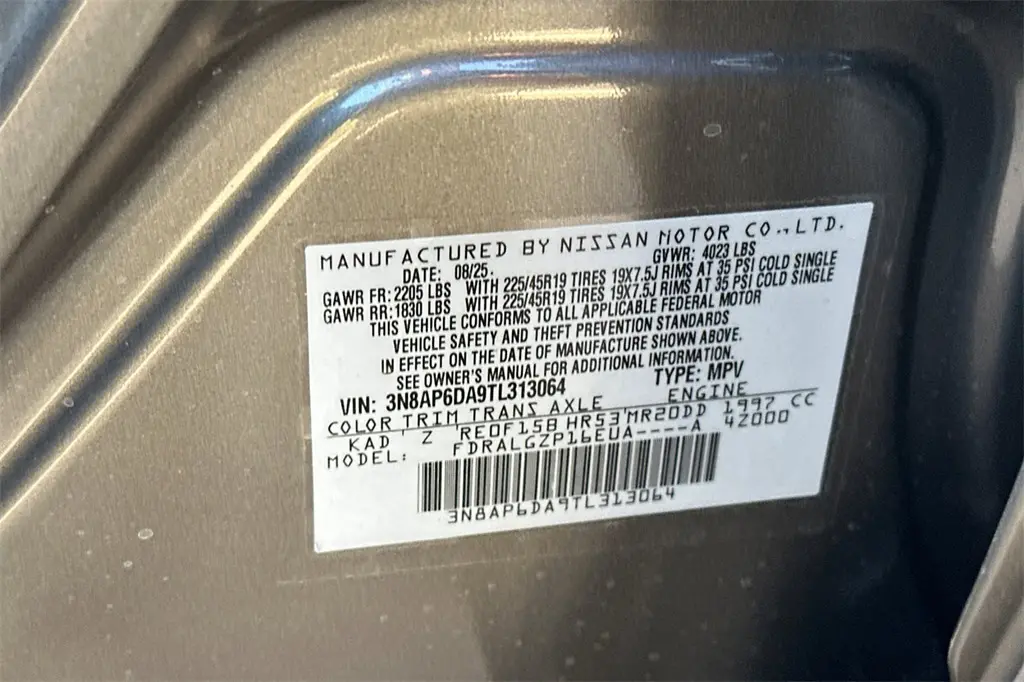 MANUFACTURED BY NISSAN MOTOR CO., LTD.
DATE: 08/25. GVWR: 4023 LBS
GAWR FR: 2205 LBS WITH 225/45R19 TIRES 19X7.5J RIMS AT 35 PSI COLD SINGLE
GAWR RR: 1830 LBS WITH 225/45R19 TIRES 19X7.5J RIMS AT 35 PSI COLD SINGLE
THIS VEHICLE CONFORMS TO ALL APPLICABLE FEDERAL MOTOR
VEHICLE SAFETY AND THEFT PREVENTION STANDARDS
IN EFFECT ON THE DATE OF MANUFACTURE SHOWN ABOVE.
SEE OWNER'S MANUAL FOR ADDITIONAL INFORMATION.
VIN: 3N8AP6DA9TL313064 TYPE: MPV
COLOR TRIM TRANS AXLE ENGINE
KAD Z RE0F15B HR53 MR20DD 1997 CC
MODEL: FDRALGZP16EUA----A 4Z000
3N8AP6DA9TL313064